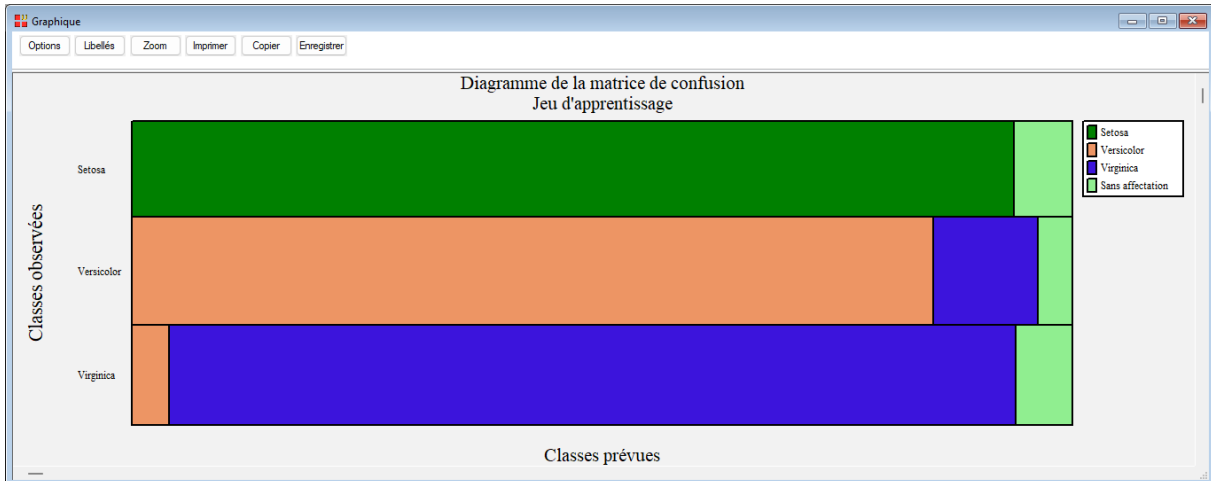 Graphique
Options Libellés Zoom Imprimer Copier Enregistrer
Diagramme de la matrice de confusion
Jeu d'apprentissage
Classes observées
Setosa
Versicolor
Virginica
Setosa
Versicolor
Virginica
Sans affectation
Classes prévues